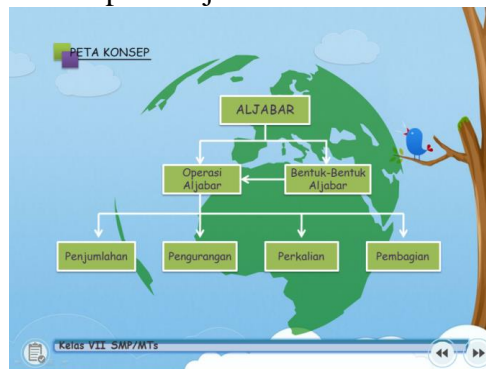 PETA KONSEP
ALJABAR
Operasi
Aljabar
Bentuk-Bentuk
Aljabar
Penjumlahan
Pengurangan
Perkalian
Pembagian
Kelas VII SMP/MTs